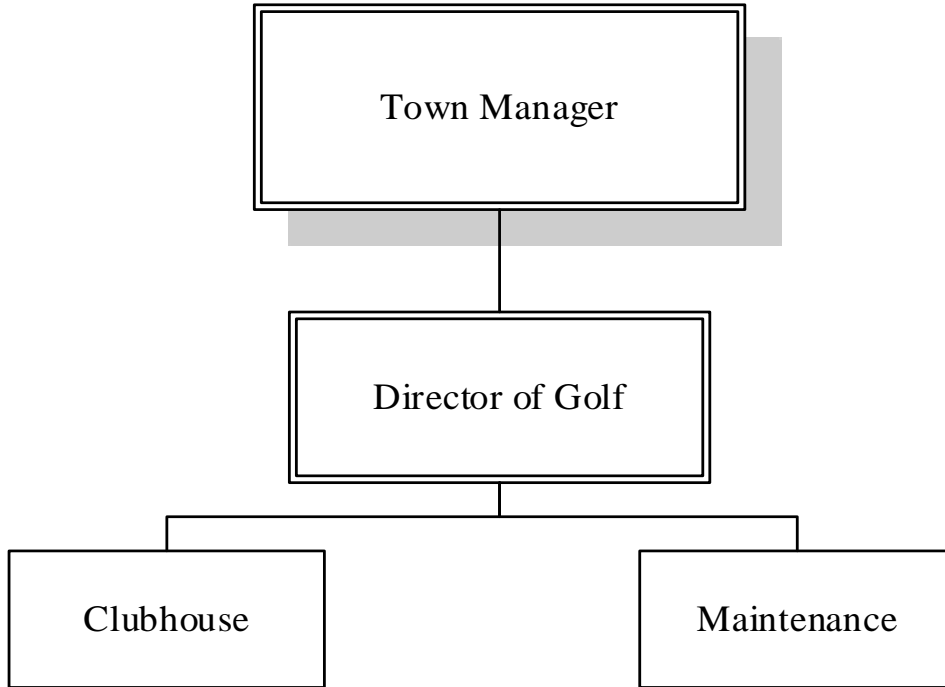 Town Manager
Director of Golf
Clubhouse
Maintenance